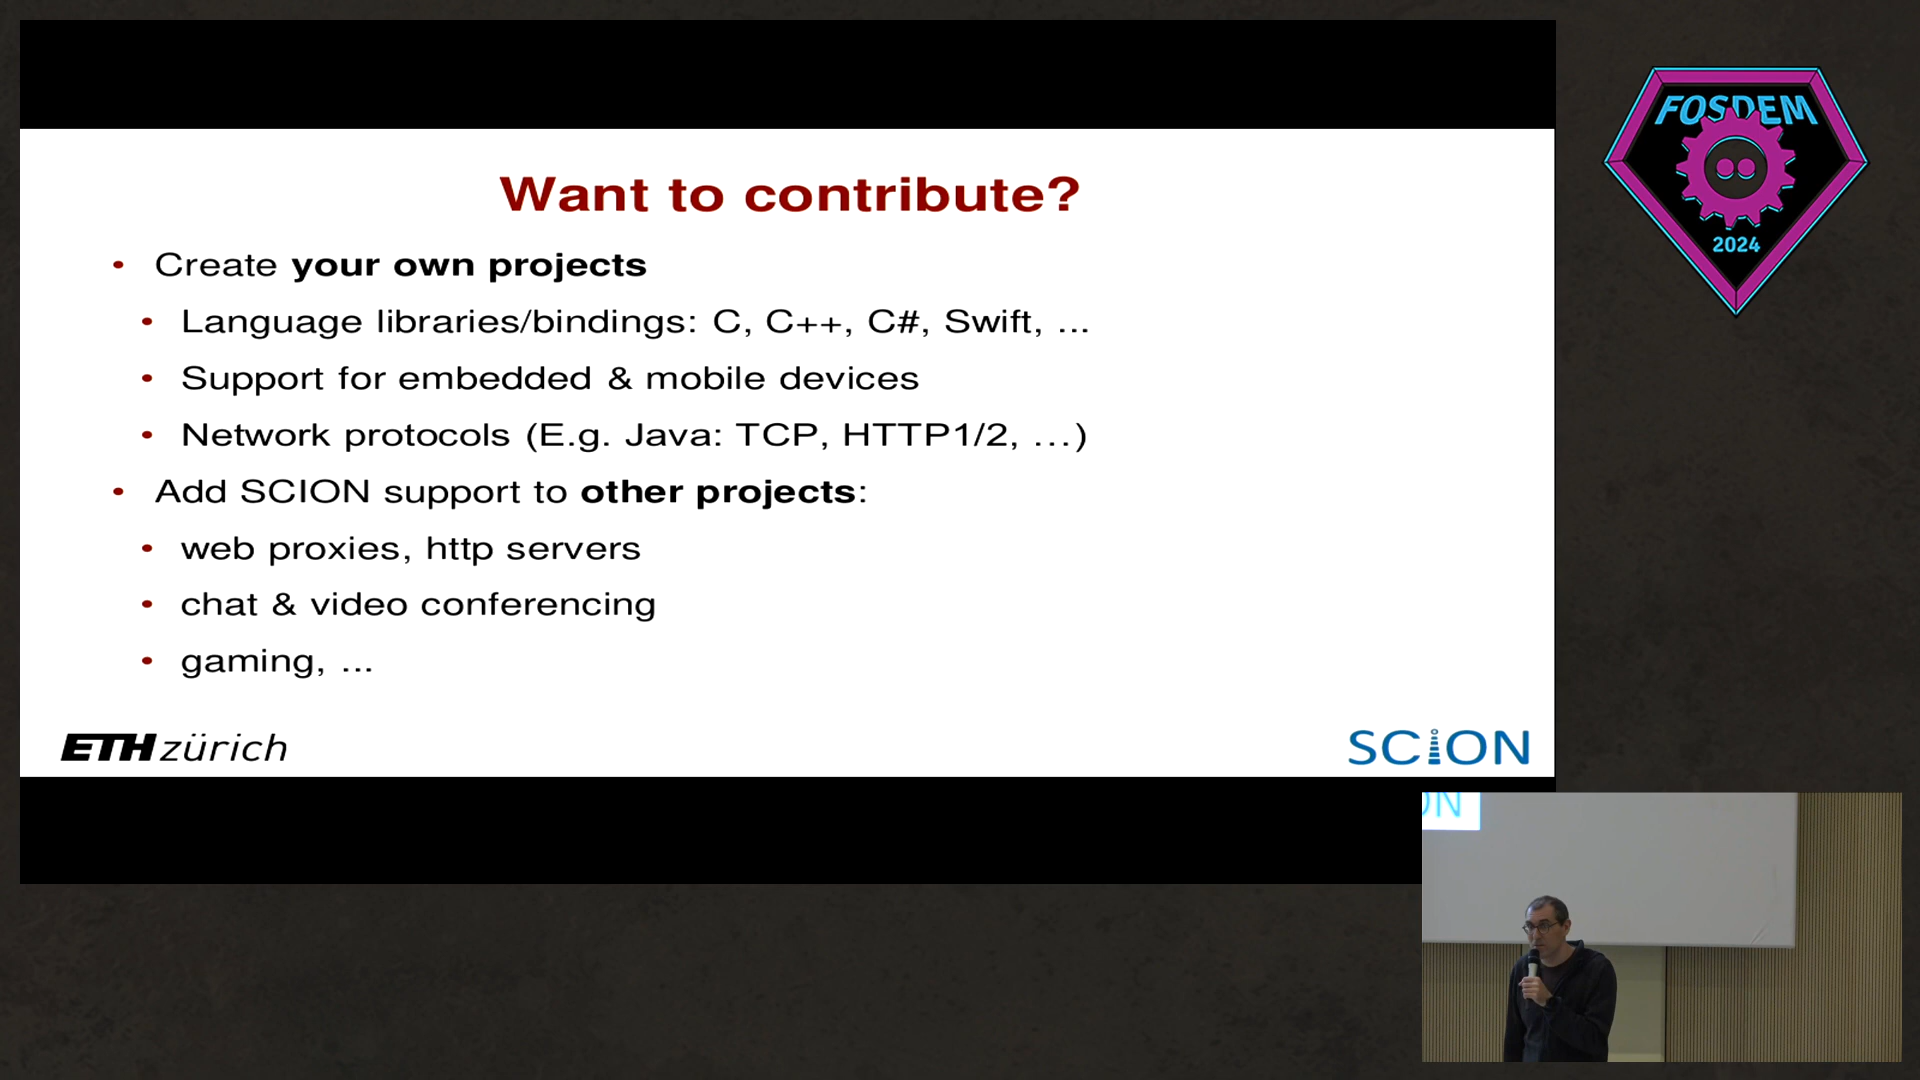 Want to contribute?
• Create your own projects
• Language libraries/bindings: C, C++, C#, Swift, ...
• Support for embedded & mobile devices
• Network protocols (E.g. Java: TCP, HTTP1/2, …)
• Add SCION support to other projects:
• web proxies, http servers
• chat & video conferencing
• gaming, ...
ETH zürich
SCION
FOSDEM
2024
ON